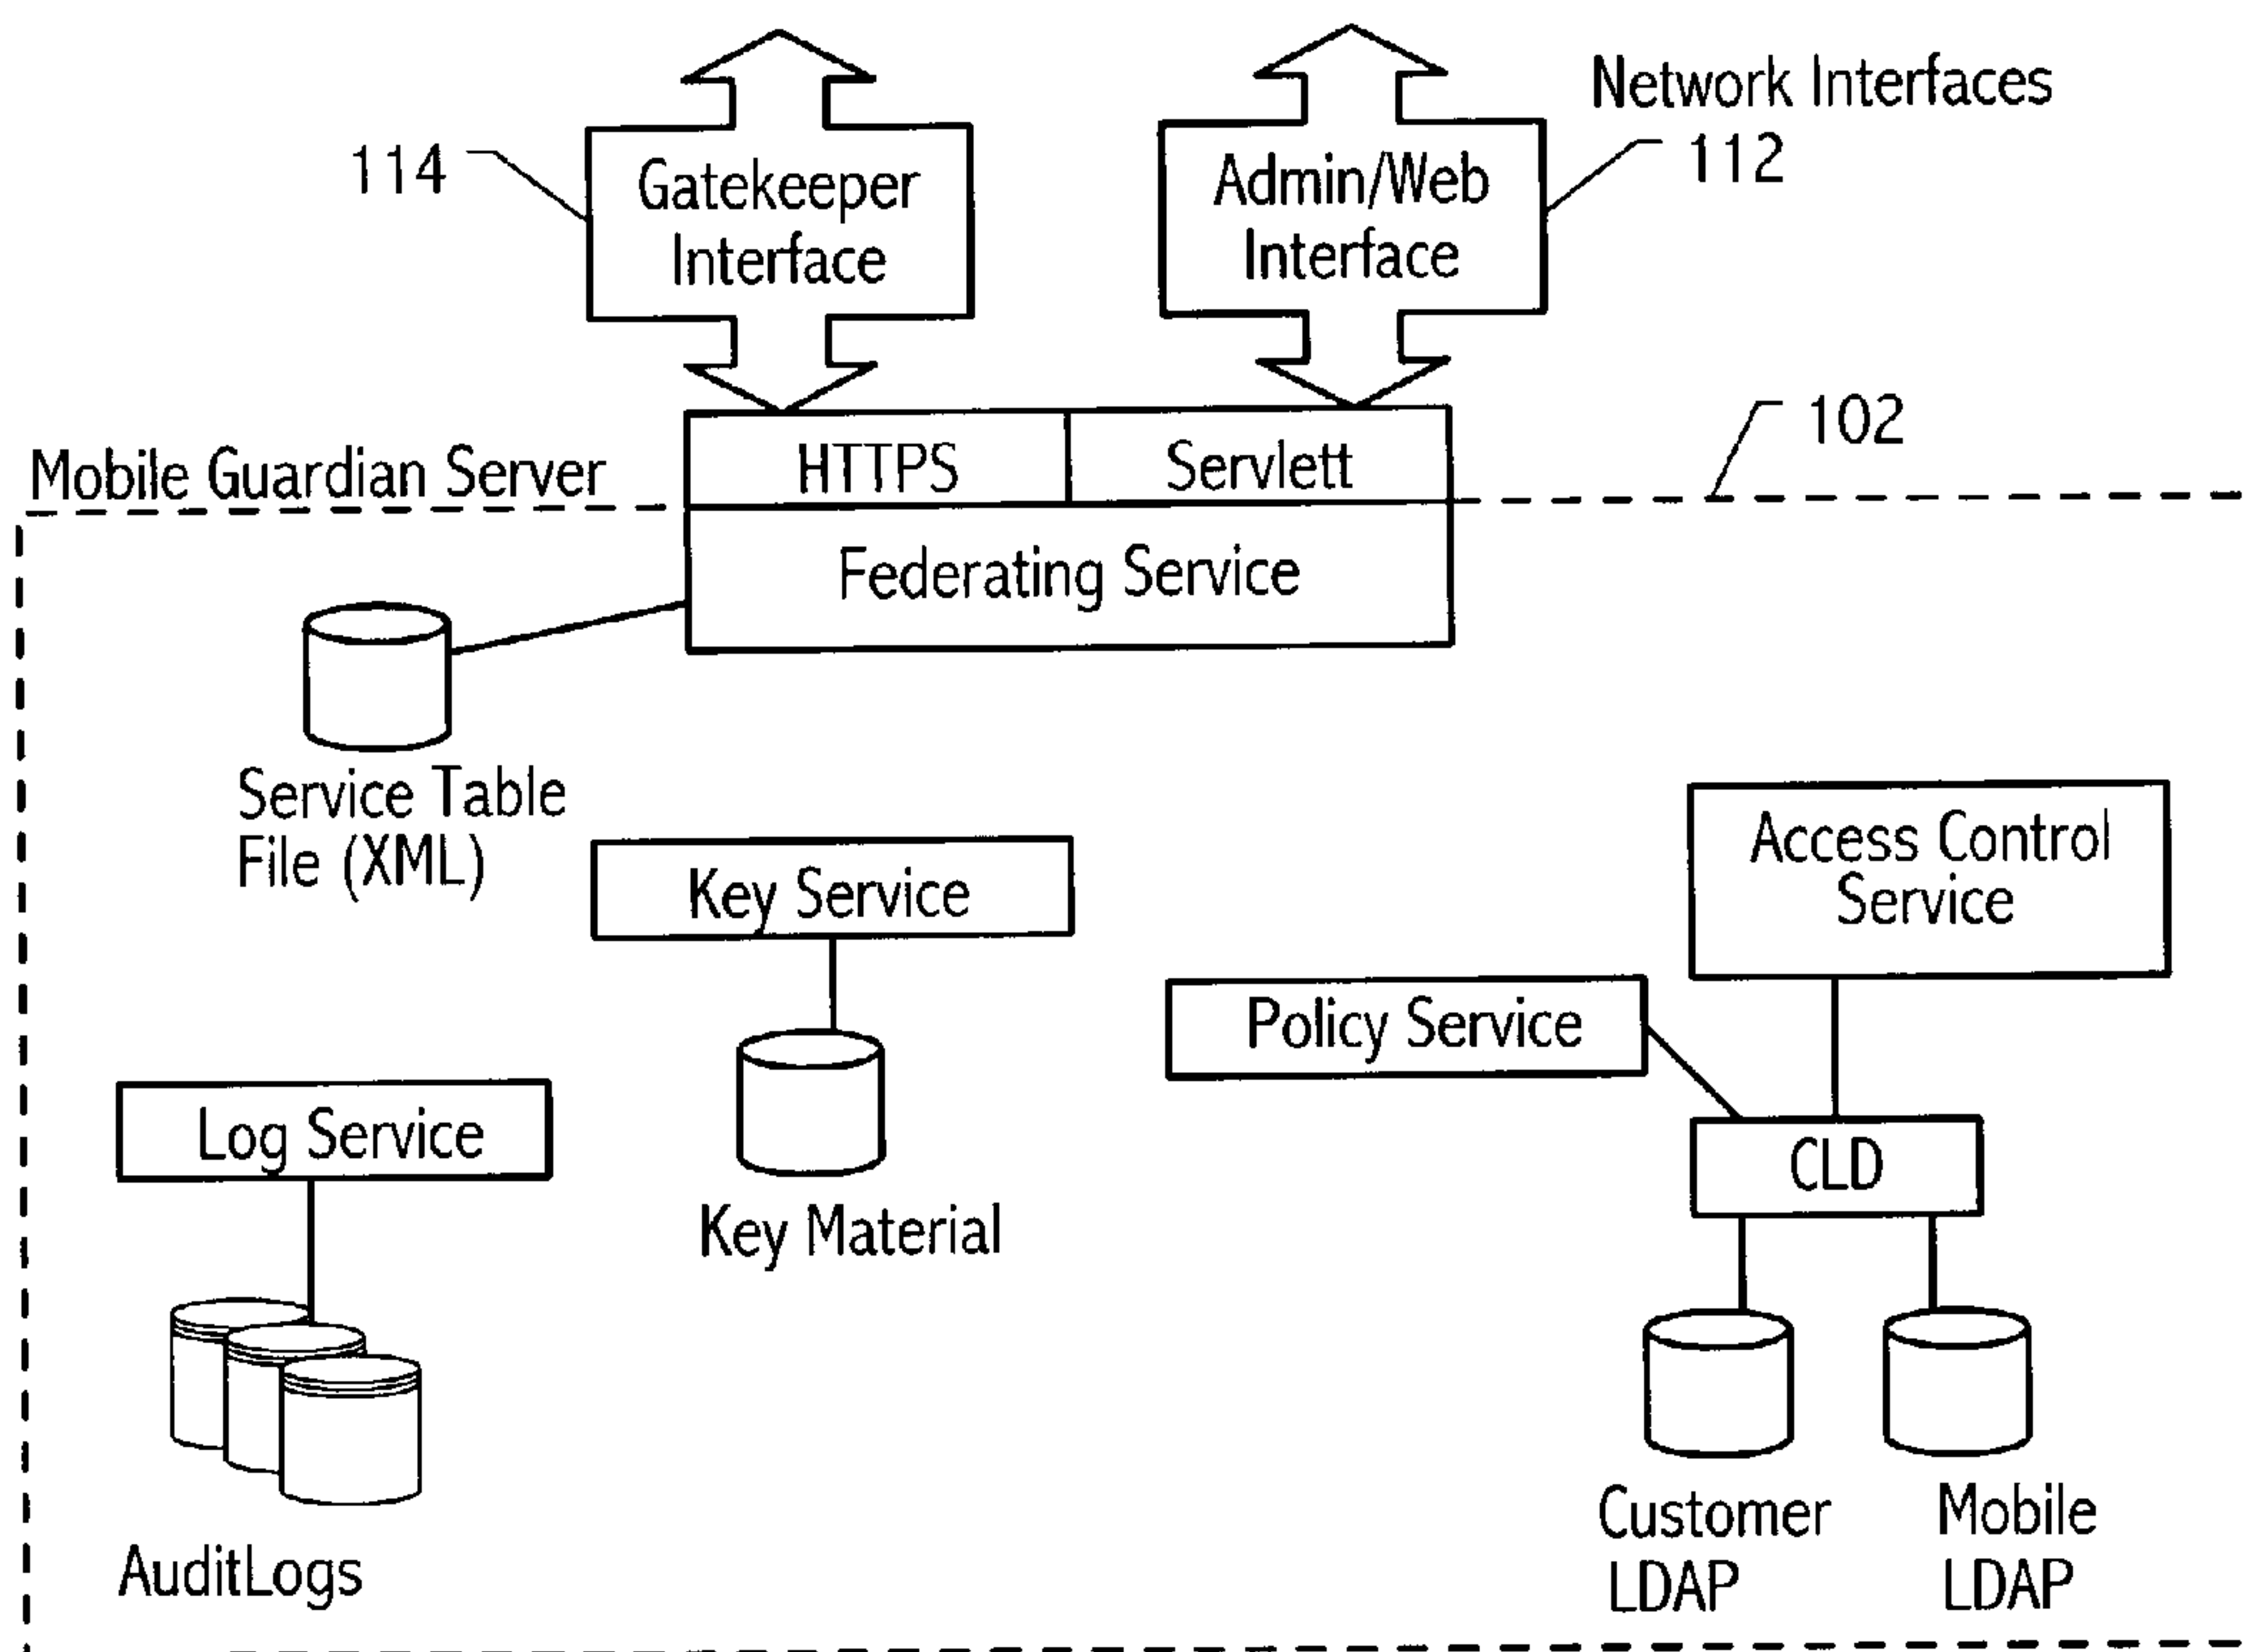 Network Interfaces
114
Gatekeeper
Interface
Admin/Web
Interface
112
102
Mobile Guardian Server
HTTPS
Servlett
Federating Service
Service Table
File (XML)
Key Service
Access Control
Service
Policy Service
Log Service
CLD
Key Material
AuditLogs
Customer
LDAP
Mobile
LDAP